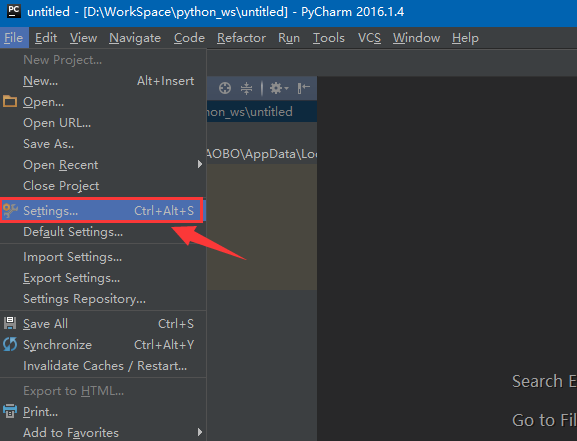 PC untitled - [D:\WorkSpace\python_ws\untitled] - PyCharm 2016.1.4
File Edit View Navigate Code Refactor Run Tools VCS Window Help
New Project...
New... Alt+Insert
Open...
hon_ws\untitled
Open URL...
Save As..
AOBO\AppData\Loc
Open Recent
Close Project
Settings... Ctrl+Alt+S
Default Settings...
Import Settings...
Export Settings...
Settings Repository...
Save All Ctrl+S
Synchronize Ctrl+Alt+Y
Invalidate Caches / Restart...
Search E
Export to HTML...
Print...
Go to Fil
Add to Favorites